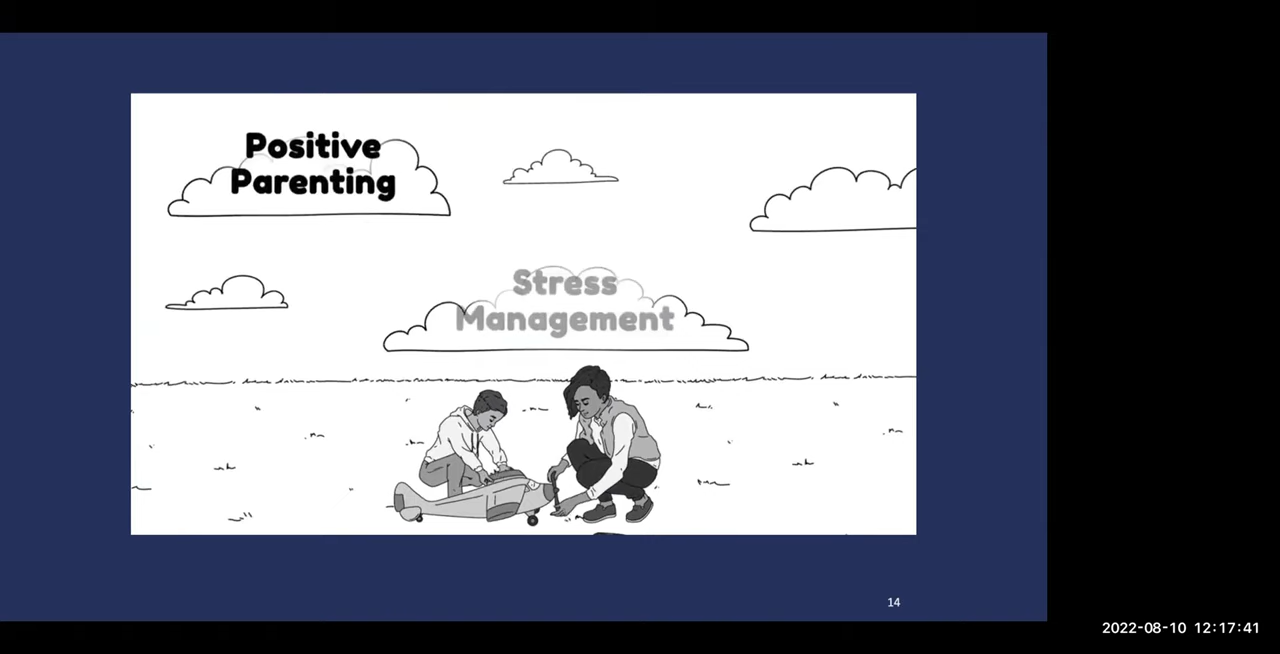 Positive
Parenting
Stress
Management
14
2022-08-10 12:17:41